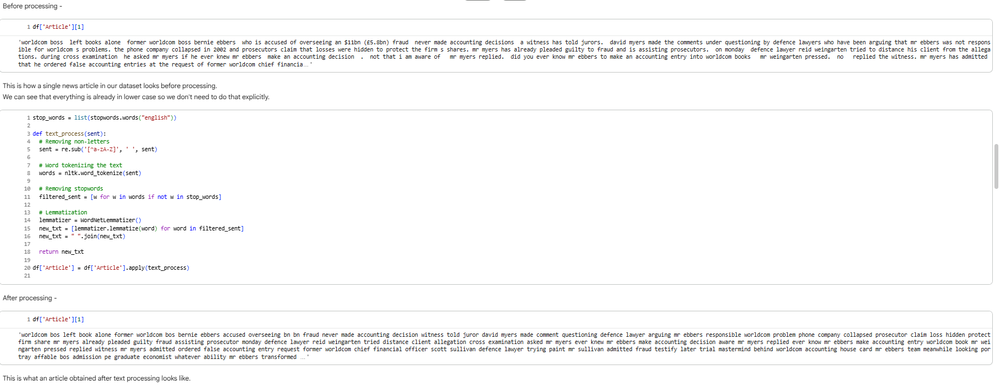 Before processing -
1 df['Article'][1]
'worldcom boss  left books alone  former worldcom boss bernie ebbers  who is accused of overseeing an $11bn (£5.8bn) fraud  never made accounting decisions  a witness has told jurors.  david myers made the comments under questioning by defence lawyers who have been arguing that mr ebbers was not respons
ible for worldcom s problems. the phone company collapsed in 2002 and prosecutors claim that losses were hidden to protect the firm s shares. mr myers has already pleaded guilty to fraud and is assisting prosecutors.  on monday  defence lawyer reid weingarten tried to distance his client from the allega
tions. during cross examination  he asked mr myers if he ever knew mr ebbers  make an accounting decision  .  not that i am aware of   mr myers replied.  did you ever know mr ebbers to make an accounting entry into worldcom books   mr weingarten pressed.  no   replied the witness. mr myers has admitted
that he ordered false accounting entries at the request of former worldcom chief financia...'
This is how a single news article in our dataset looks before processing.
We can see that everything is already in lower case so we don't need to do that explicitly.
1 stop_words = list(stopwords.words("english"))
2
3 def text_process(sent):
4   # Removing non-letters
5   sent = re.sub('[^a-zA-Z]', ' ', sent)
6
7   # Word tokenizing the text
8   words = nltk.word_tokenize(sent)
9
10   # Removing stopwords
11   filtered_sent = [w for w in words if not w in stop_words]
12
13   # Lemmatization
14   lemmatizer = WordNetLemmatizer()
15   new_txt = [lemmatizer.lemmatize(word) for word in filtered_sent]
16   new_txt = " ".join(new_txt)
17
18   return new_txt
19
20 df['Article'] = df['Article'].apply(text_process)
21
After processing -
1 df['Article'][1]
'worldcom bos left book alone former worldcom bos bernie ebbers accused overseeing bn bn fraud never made accounting decision witness told juror david myers made comment questioning defence lawyer arguing mr ebbers responsible worldcom problem phone company collapsed prosecutor claim loss hidden protect
firm share mr myers already pleaded guilty fraud assisting prosecutor monday defence lawyer reid weingarten tried distance client allegation cross examination asked mr myers ever knew mr ebbers make accounting decision aware mr myers replied ever know mr ebbers make accounting entry worldcom book mr wei
ngarten pressed replied witness mr myers admitted ordered false accounting entry request former worldcom chief financial officer scott sullivan defence lawyer trying paint mr sullivan admitted fraud testify later trial mastermind behind worldcom accounting house card mr ebbers team meanwhile looking por
tray affable bos admission pe graduate economist whatever ability mr ebbers transformed ...'
This is what an article obtained after text processing looks like.